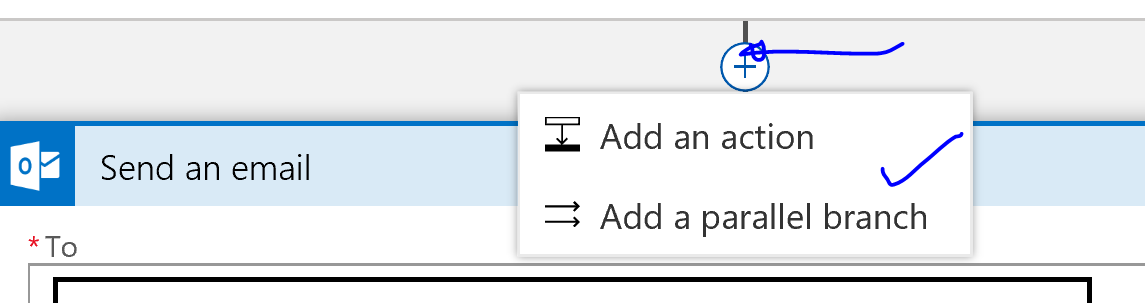 Add an action
Send an email
Add a parallel branch
* To